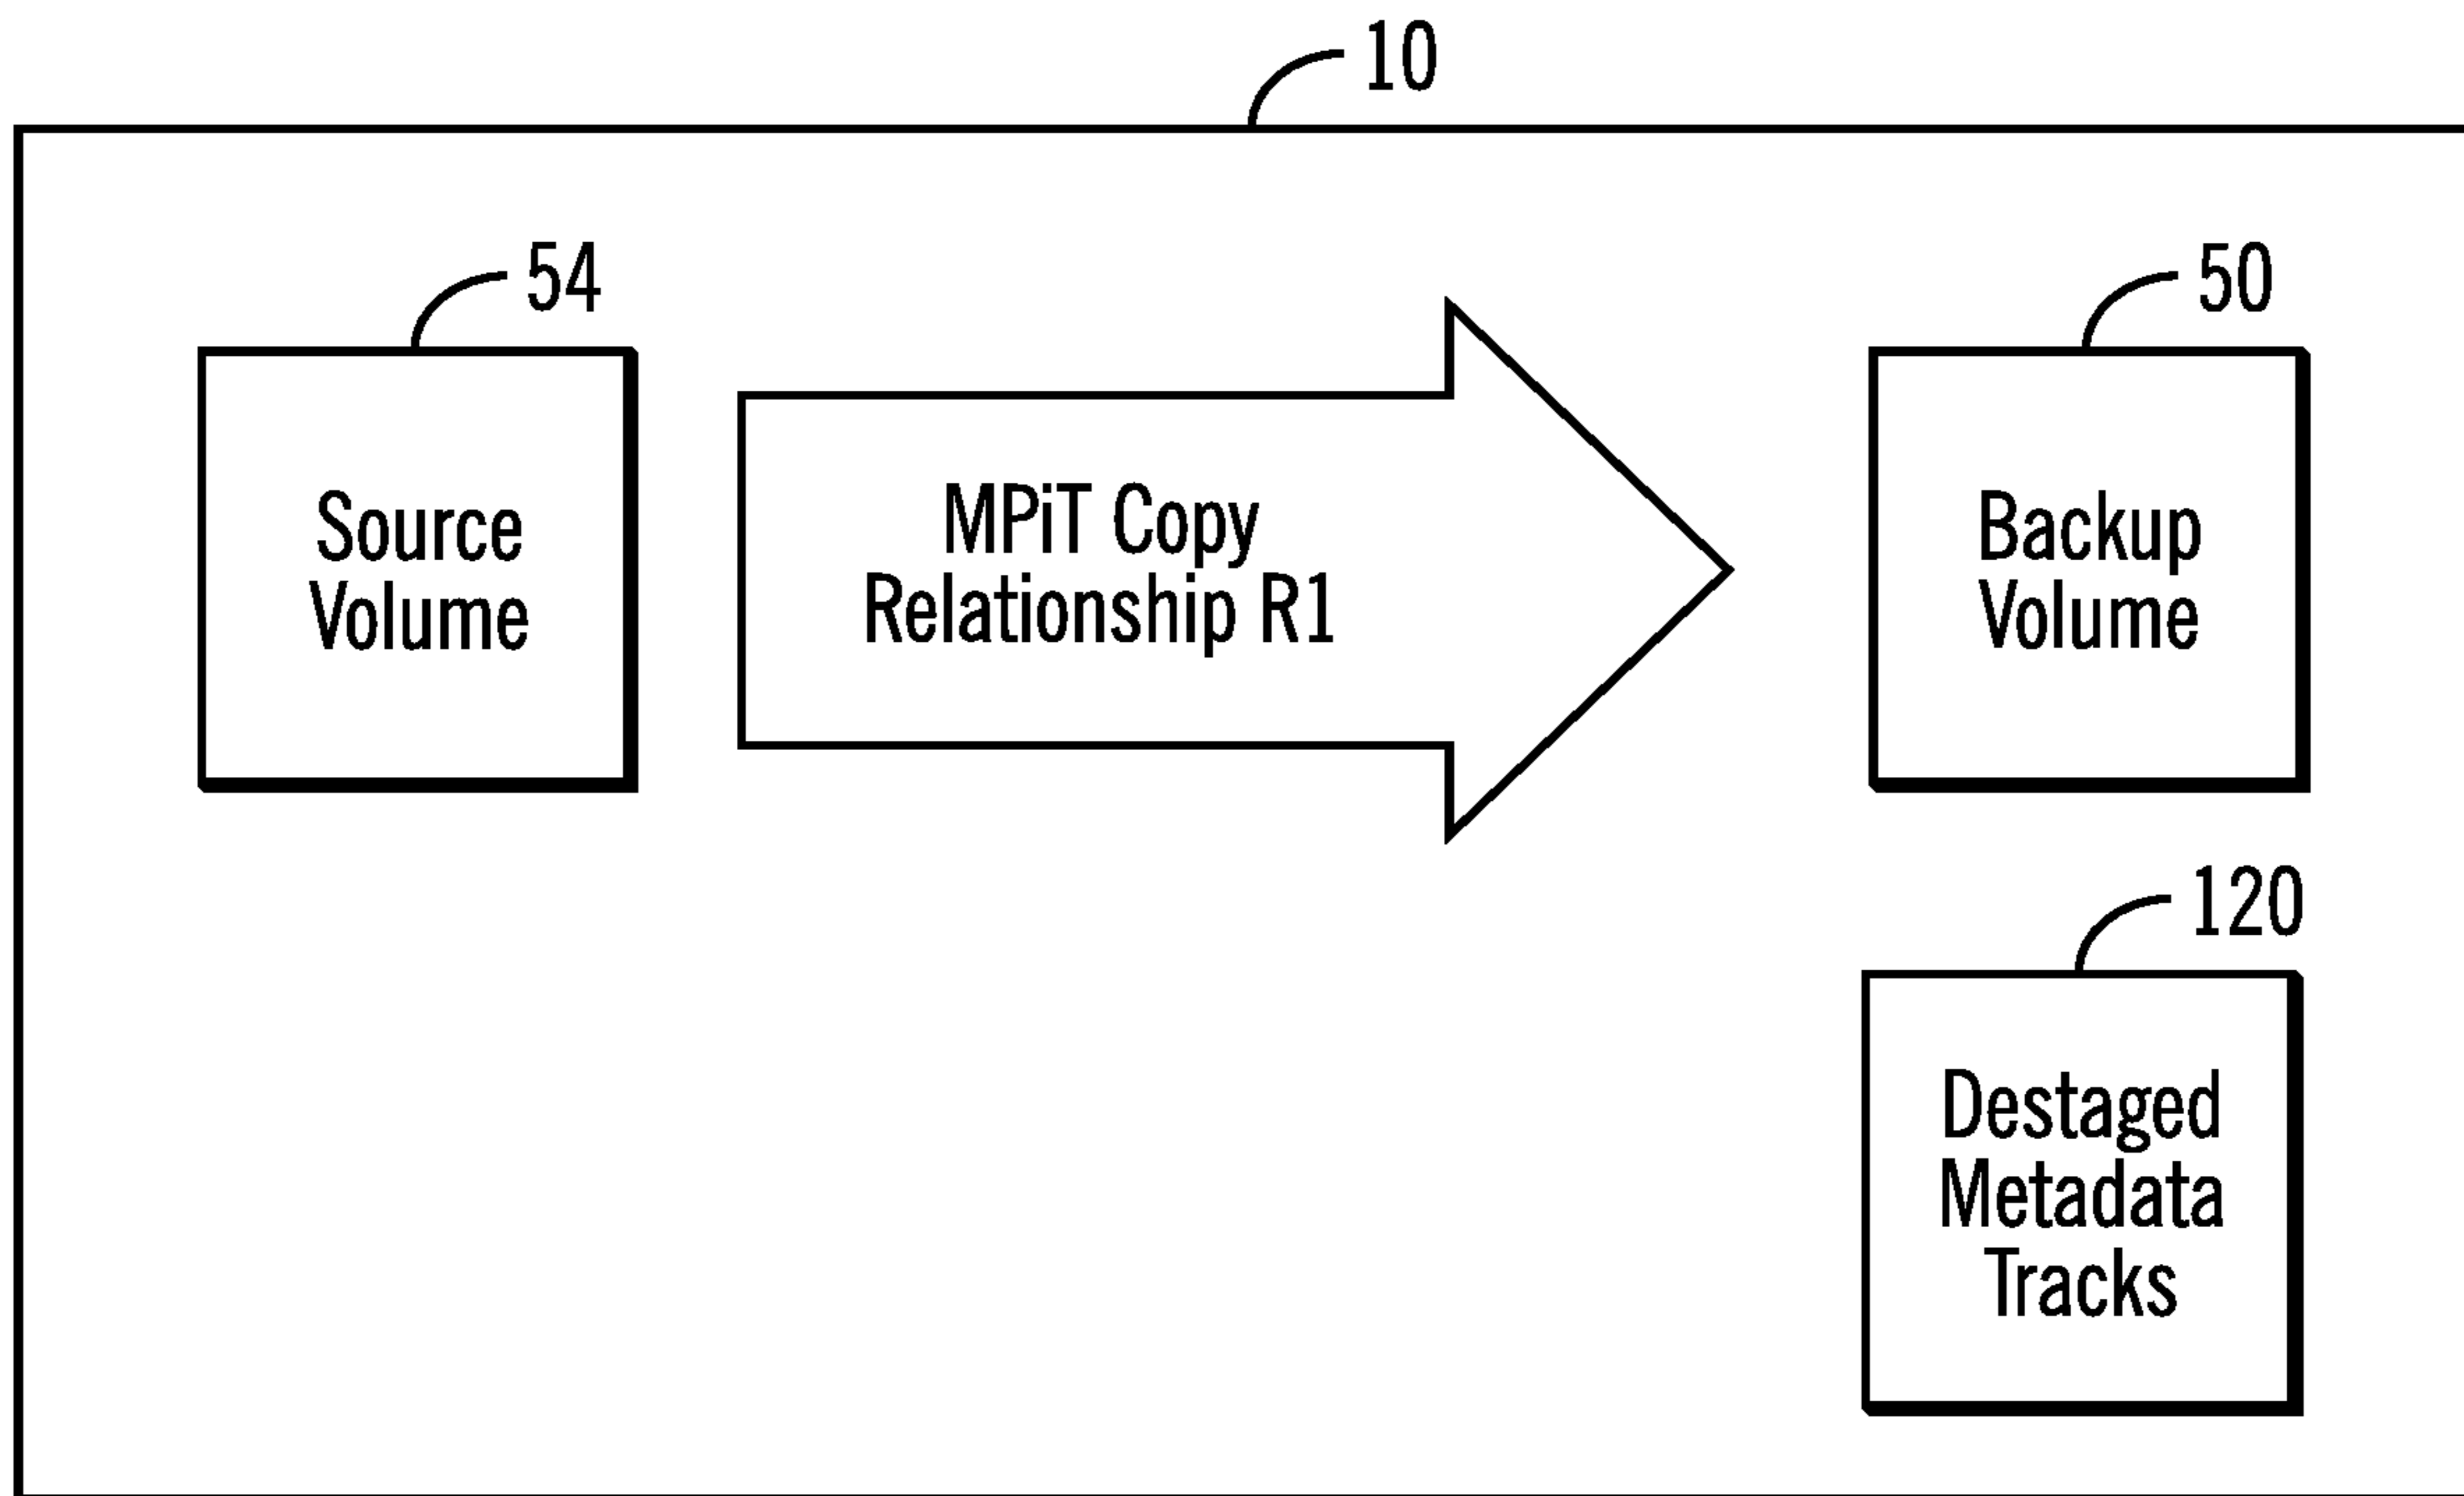 10
54
50
Source
Volume
MPiT Copy
Relationship R1
Backup
Volume
120
Destaged
Metadata
Tracks